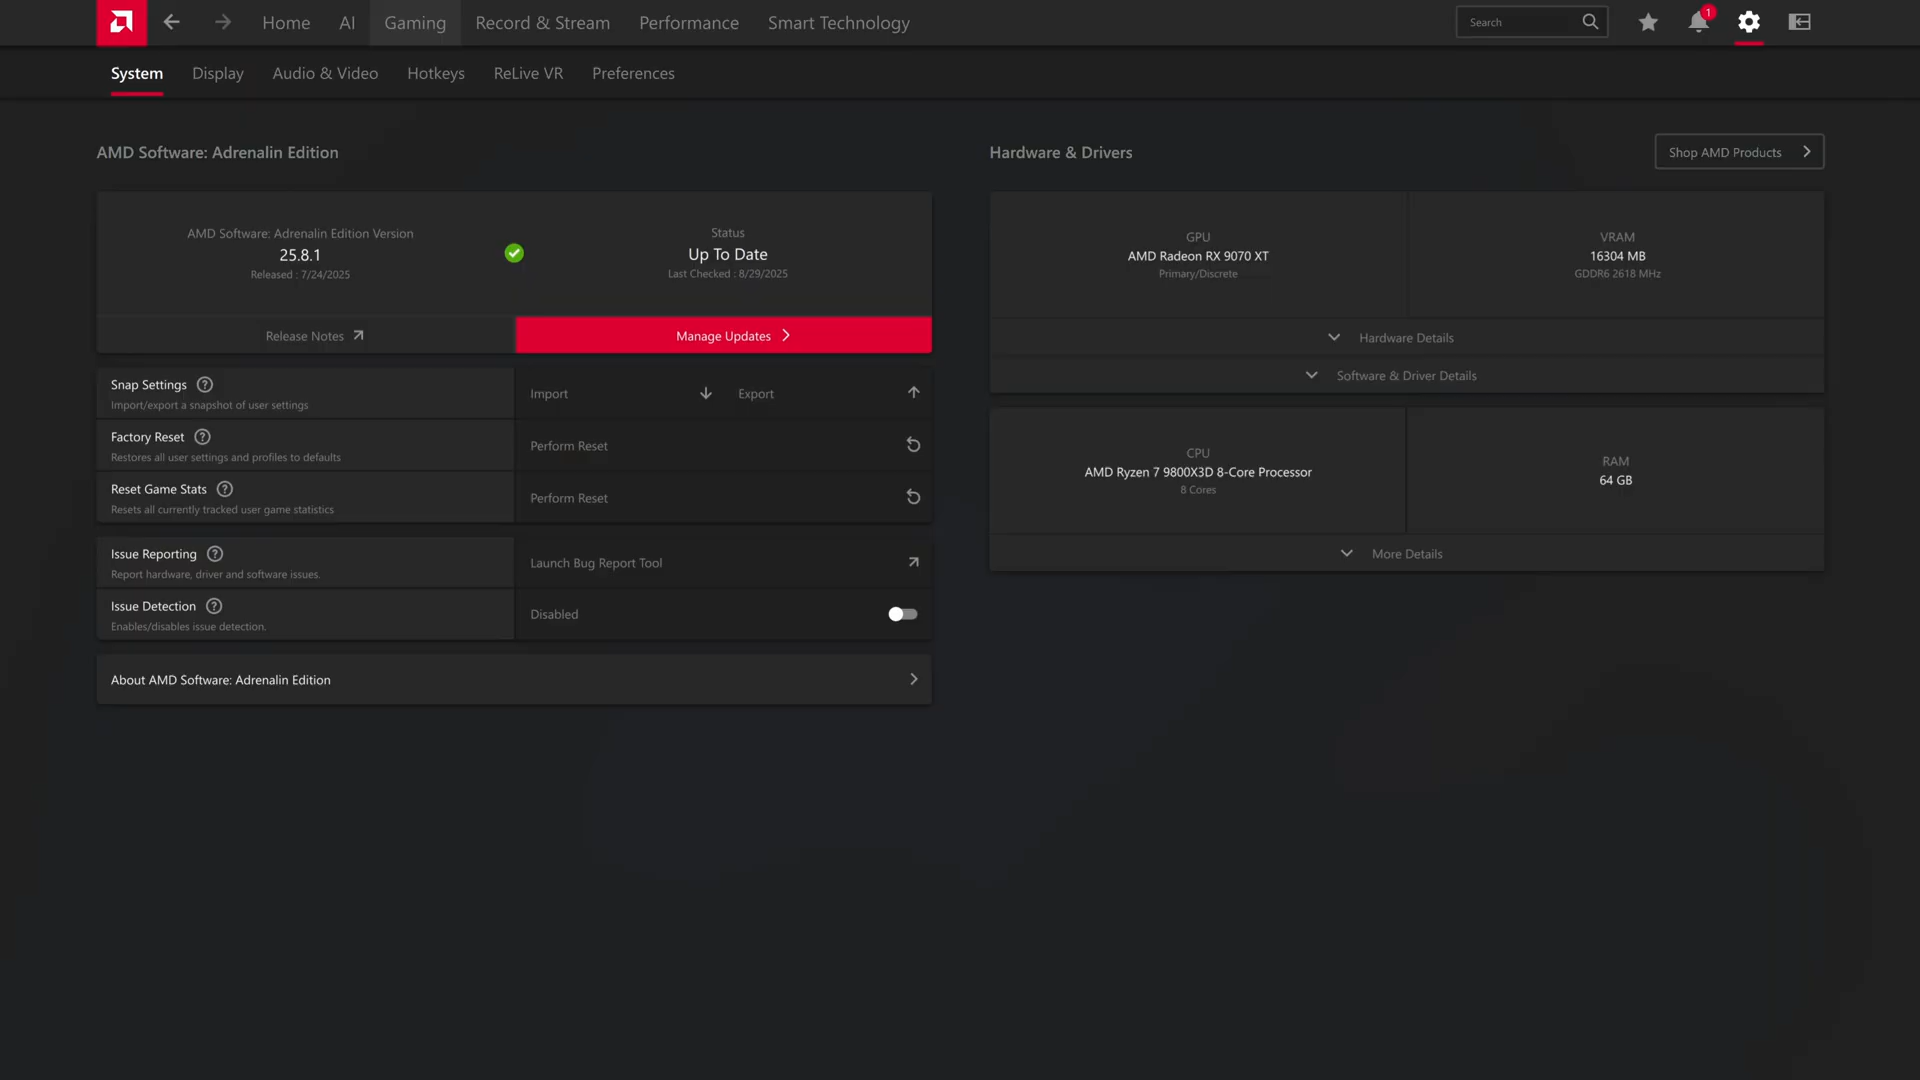 Home
AI
Gaming
Record & Stream
Performance
Smart Technology
Search
1
System
Display
Audio & Video
Hotkeys
ReLive VR
Preferences
AMD Software: Adrenalin Edition
AMD Software: Adrenalin Edition Version
25.8.1
Released : 7/24/2025
Status
Up To Date
Last Checked : 8/29/2025
Release Notes
Manage Updates
Snap Settings ?
Import/export a snapshot of user settings
Import
Export
Factory Reset ?
Restores all user settings and profiles to defaults
Perform Reset
Reset Game Stats ?
Resets all currently tracked user game statistics
Perform Reset
Issue Reporting ?
Report hardware, driver and software issues.
Launch Bug Report Tool
Issue Detection ?
Enables/disables issue detection.
Disabled
About AMD Software: Adrenalin Edition
Hardware & Drivers
Shop AMD Products
GPU
AMD Radeon RX 9070 XT
Primary/Discrete
VRAM
16304 MB
GDDR6 2618 MHz
Hardware Details
Software & Driver Details
CPU
AMD Ryzen 7 9800X3D 8-Core Processor
8 Cores
RAM
64 GB
More Details